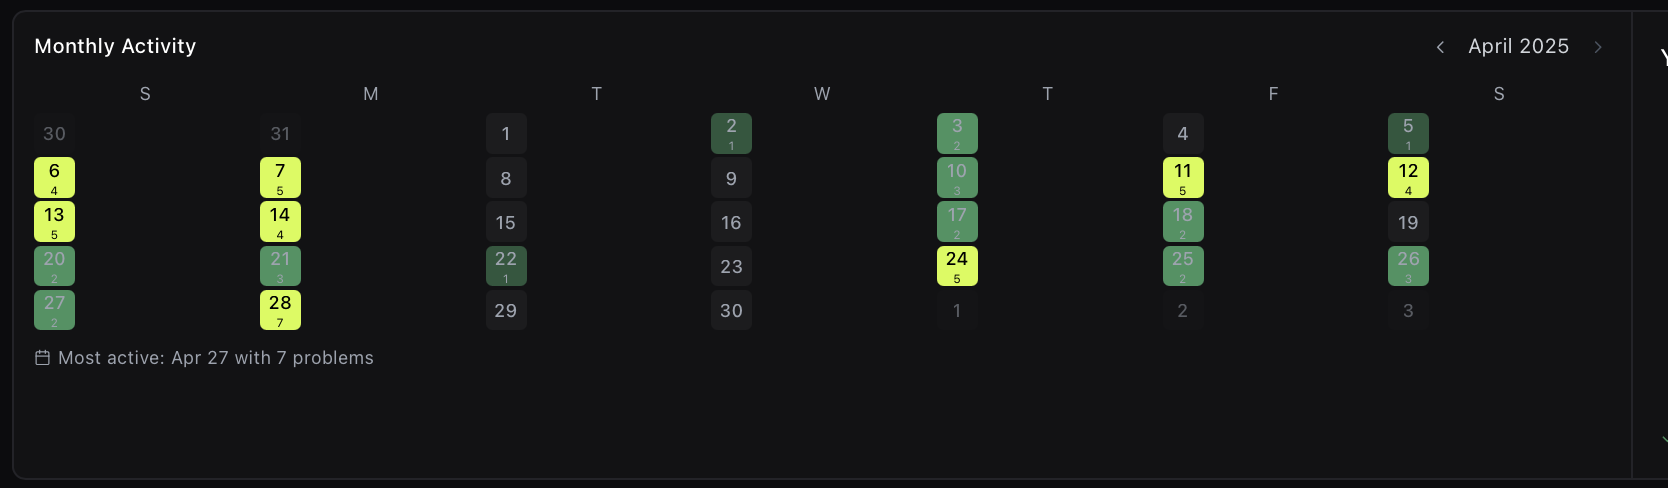 Monthly Activity
April 2025
S M T W T F S
30 31 1 2 3 4 5
1 2 1
6 7 8 9 10 11 12
4 5 3 5 4
13 14 15 16 17 18 19
5 4 2 2
20 21 22 23 24 25 26
2 3 1 5 2 3
27 28 29 30 1 2 3
2 7
Most active: Apr 27 with 7 problems